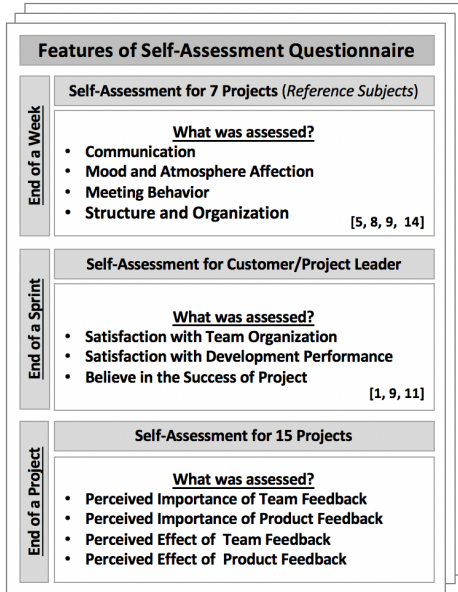 Features of Self-Assessment Questionnaire
End of a Week
Self-Assessment for 7 Projects (Reference Subjects)
What was assessed?
• Communication
• Mood and Atmosphere Affection
• Meeting Behavior
• Structure and Organization
[5, 8, 9, 14]
End of a Sprint
Self-Assessment for Customer/Project Leader
What was assessed?
• Satisfaction with Team Organization
• Satisfaction with Development Performance
• Believe in the Success of Project
[1, 9, 11]
End of a Project
Self-Assessment for 15 Projects
What was assessed?
• Perceived Importance of Team Feedback
• Perceived Importance of Product Feedback
• Perceived Effect of Team Feedback
• Perceived Effect of Product Feedback